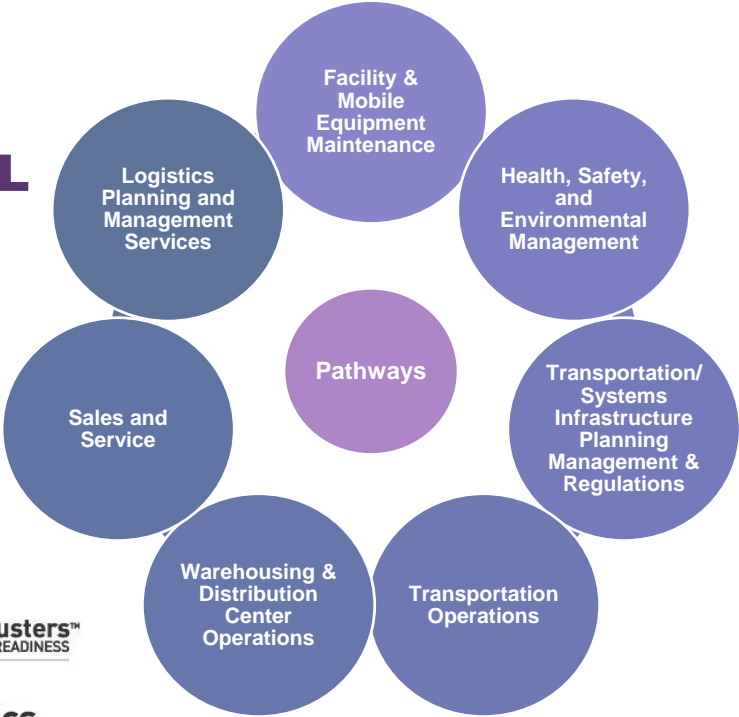 Facility &
Mobile
Equipment
Maintenance
Health, Safety,
and
Environmental
Management
Transportation/
Systems
Infrastructure
Planning
Management &
Regulations
Transportation
Operations
Warehousing &
Distribution
Center
Operations
Sales and
Service
Logistics
Planning and
Management
Services
Pathways
L
usters™
READINESS